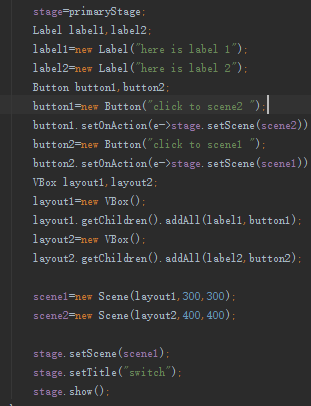 stage=primaryStage;
Label label1,label2;
label1=new Label("here is label 1");
label2=new Label("here is label 2");
Button button1,button2;
button1=new Button("click to scene2 ");
button1.setOnAction(e->stage.setScene(scene2))
button2=new Button("click to scene1 ");
button2.setOnAction(e->stage.setScene(scene1))
VBox layout1,layout2;
layout1=new VBox();
layout1.getChildren().addAll(label1,button1);
layout2=new VBox();
layout2.getChildren().addAll(label2,button2);
scene1=new Scene(layout1,300,300);
scene2=new Scene(layout2,400,400);
stage.setScene(scene1);
stage.setTitle("switch");
stage.show();